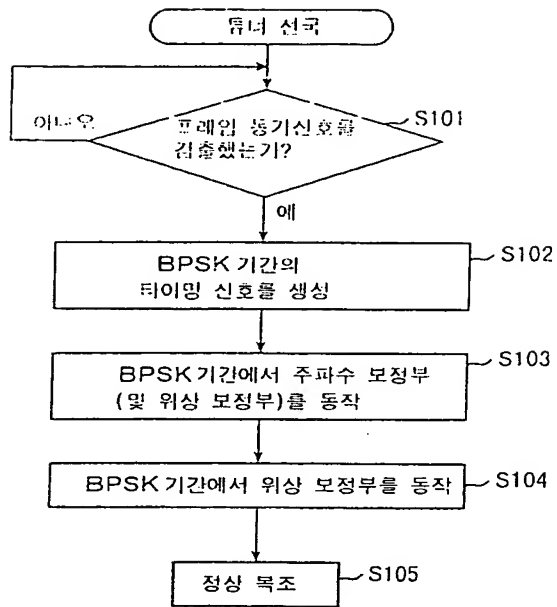 튜너 선국
아니오
프레임 동기신호를
검출했는가?
S101
예
BPSK 기간의
타이밍 신호를 생성
S102
BPSK 기간에서 주파수 보정부
(및 위상 보정부)를 동작
S103
BPSK 기간에서 위상 보정부를 동작
S104
정상 복조
S105